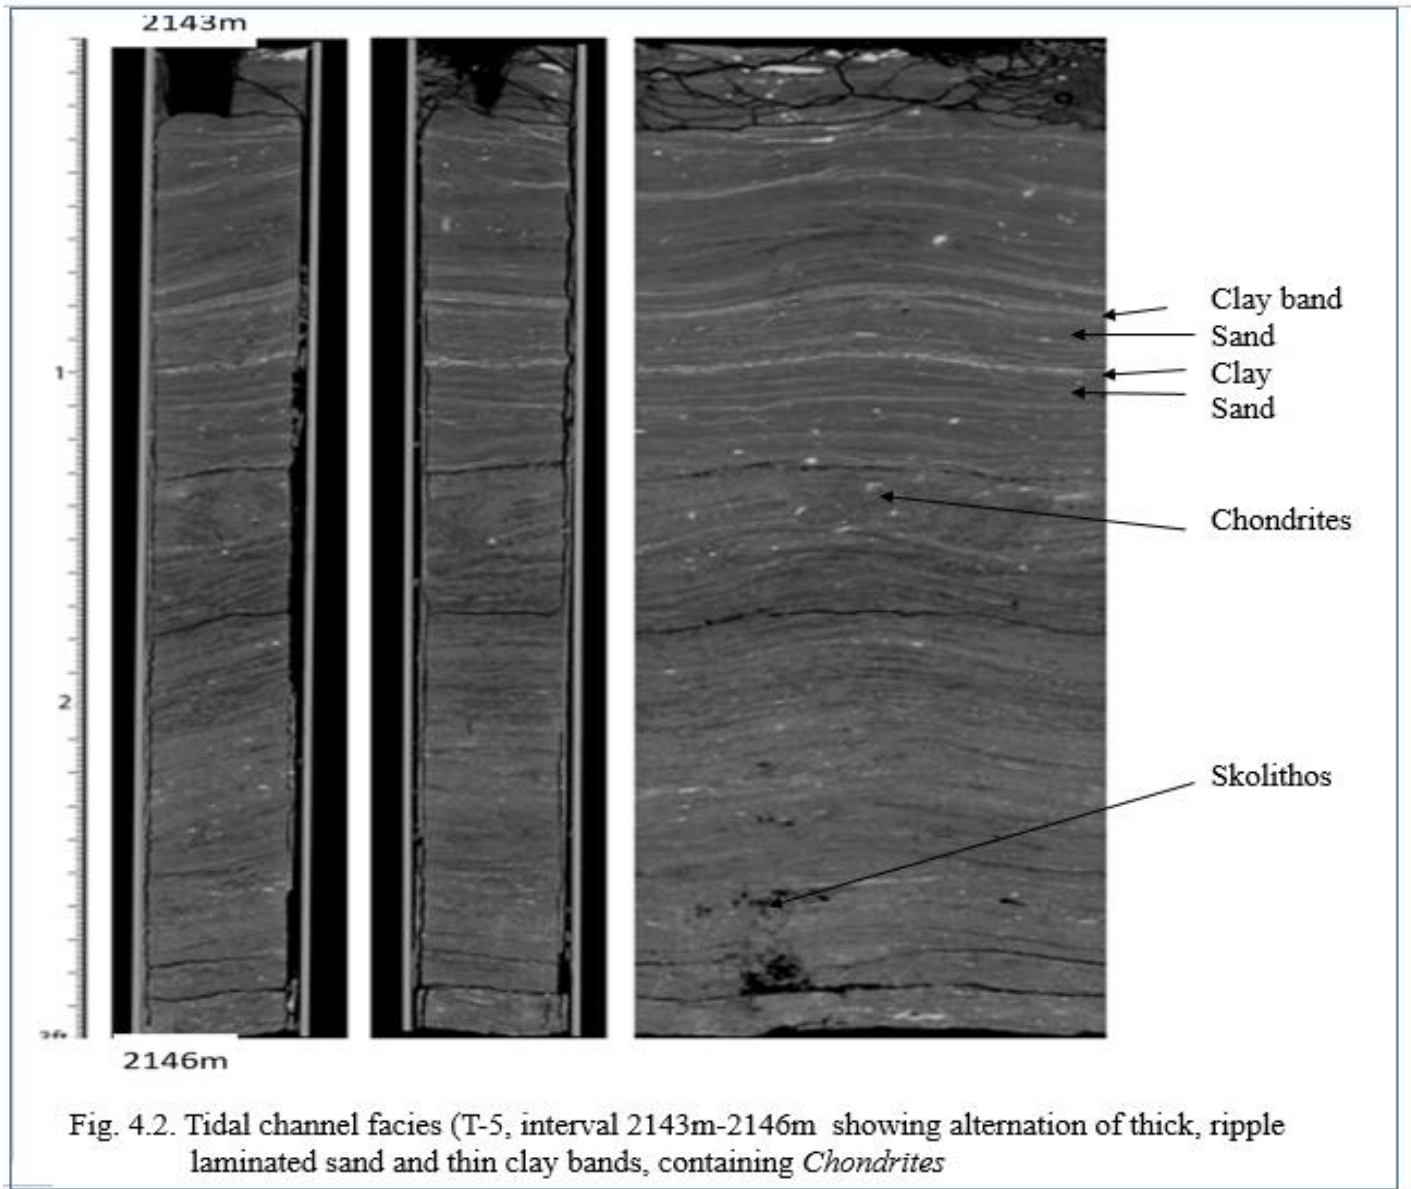 2143m
Clay band
Sand
1
Clay
Sand
Chondrites
2
Skolithos
3ft
2146m
Fig. 4.2. Tidal channel facies (T-5, interval 2143m-2146m showing alternation of thick, ripple
laminated sand and thin clay bands, containing Chondrites